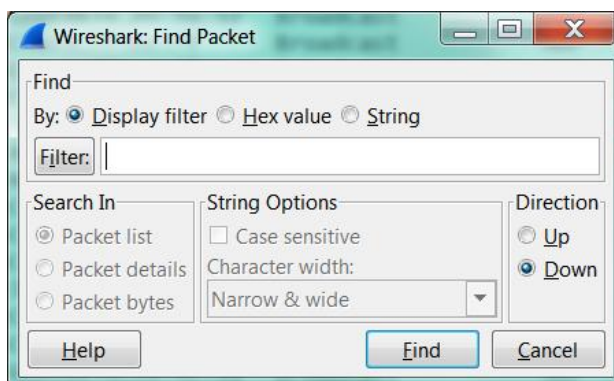 Wireshark: Find Packet
Find
By: Display filter Hex value String
Filter:
Search In
Packet list
Packet details
Packet bytes
String Options
Case sensitive
Character width:
Narrow & wide
Direction
Up
Down
Help Find Cancel